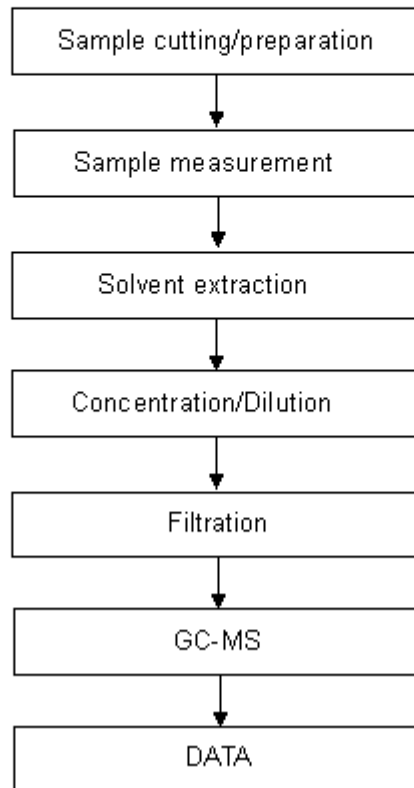 Sample cutting/preparation
Sample measurement
Solvent extraction
Concentration/Dilution
Filtration
GC-MS
DATA